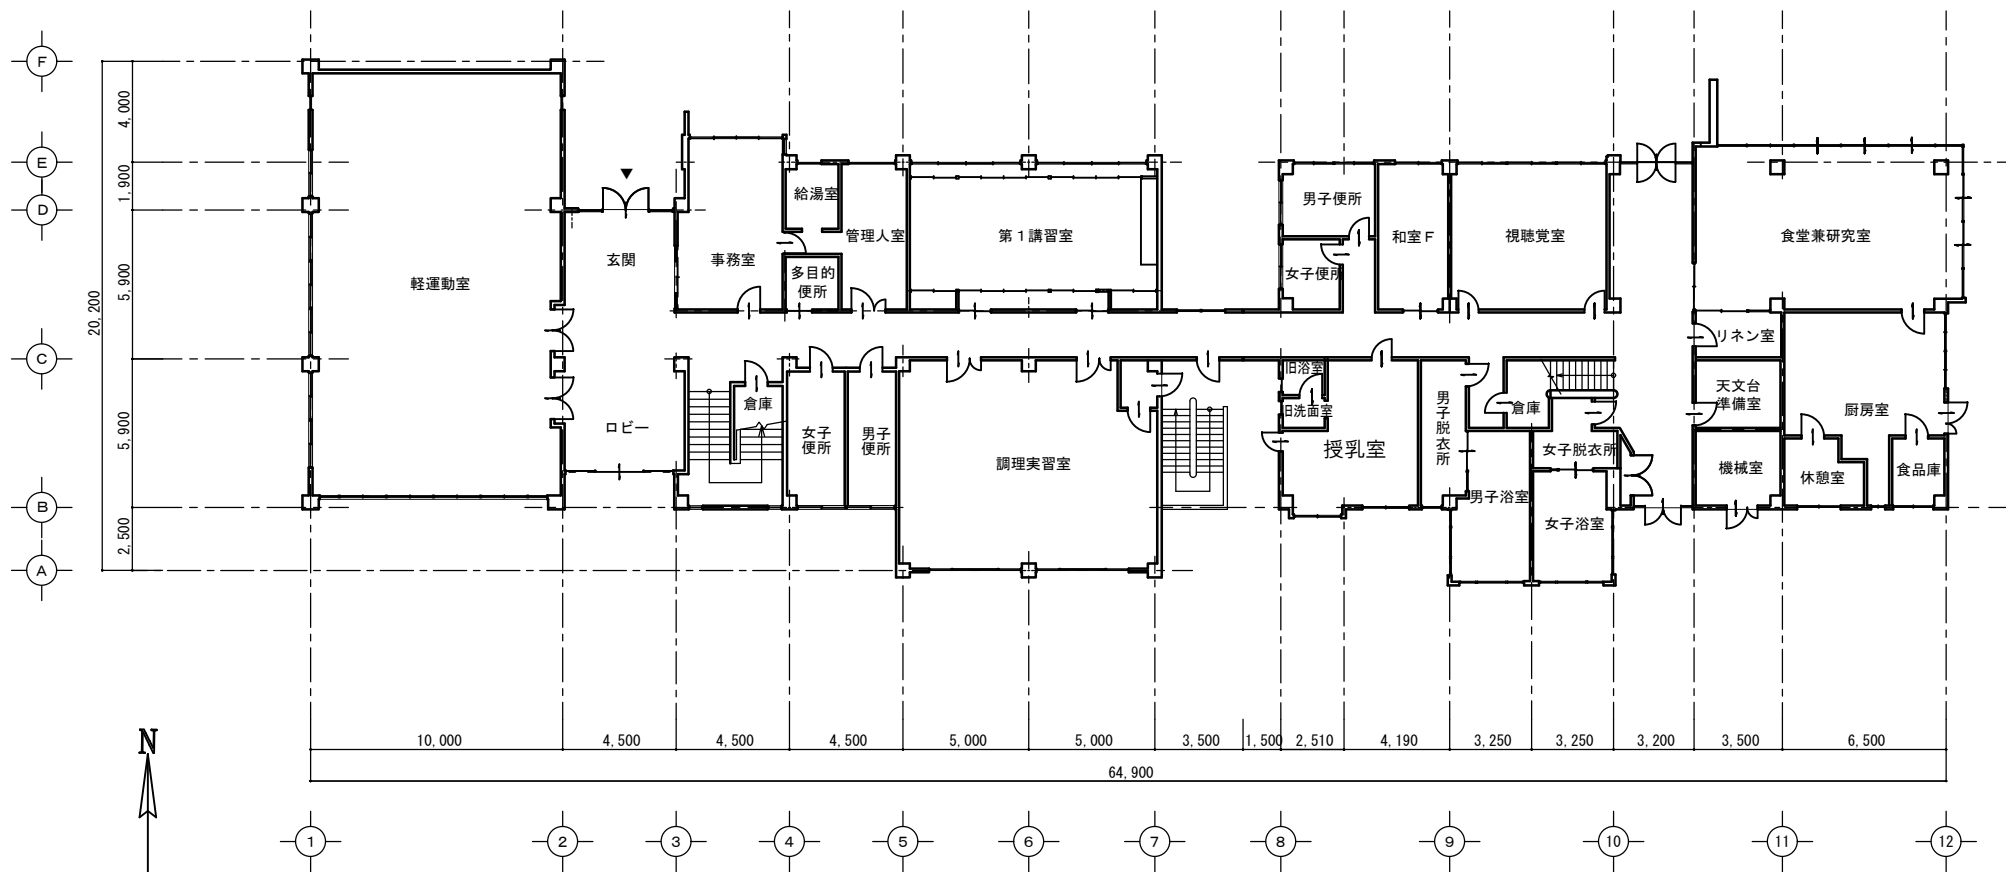 F
E
D
C
B
A
4,000
1,900
5,900
5,900
2,500
20,200
軽運動室
玄関
ロビー
事務室
給湯室
管理人室
多目的
便所
第1講習室
男子便所
女子便所
和室F
視聴覚室
食堂兼研究室
リネン室
天文台
準備室
機械室
厨房室
休憩室
食品庫
倉庫
女子
便所
男子
便所
調理実習室
旧浴室
旧洗面室
授乳室
男子脱衣所
倉庫
女子脱衣所
男子浴室
女子浴室
N
10,000
4,500
4,500
4,500
5,000
5,000
3,500
1,500
2,510
4,190
3,250
3,250
3,200
3,500
6,500
64,900
1
2
3
4
5
6
7
8
9
10
11
12